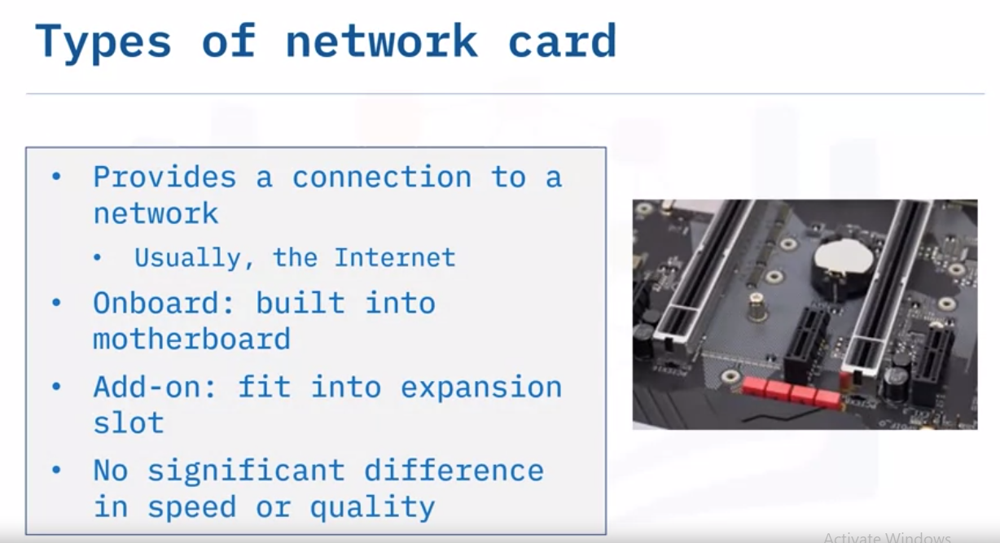 Types of network card
• Provides a connection to a
network
• Usually, the Internet
• Onboard: built into
motherboard
• Add-on: fit into expansion
slot
• No significant difference
in speed or quality
Activate Windows